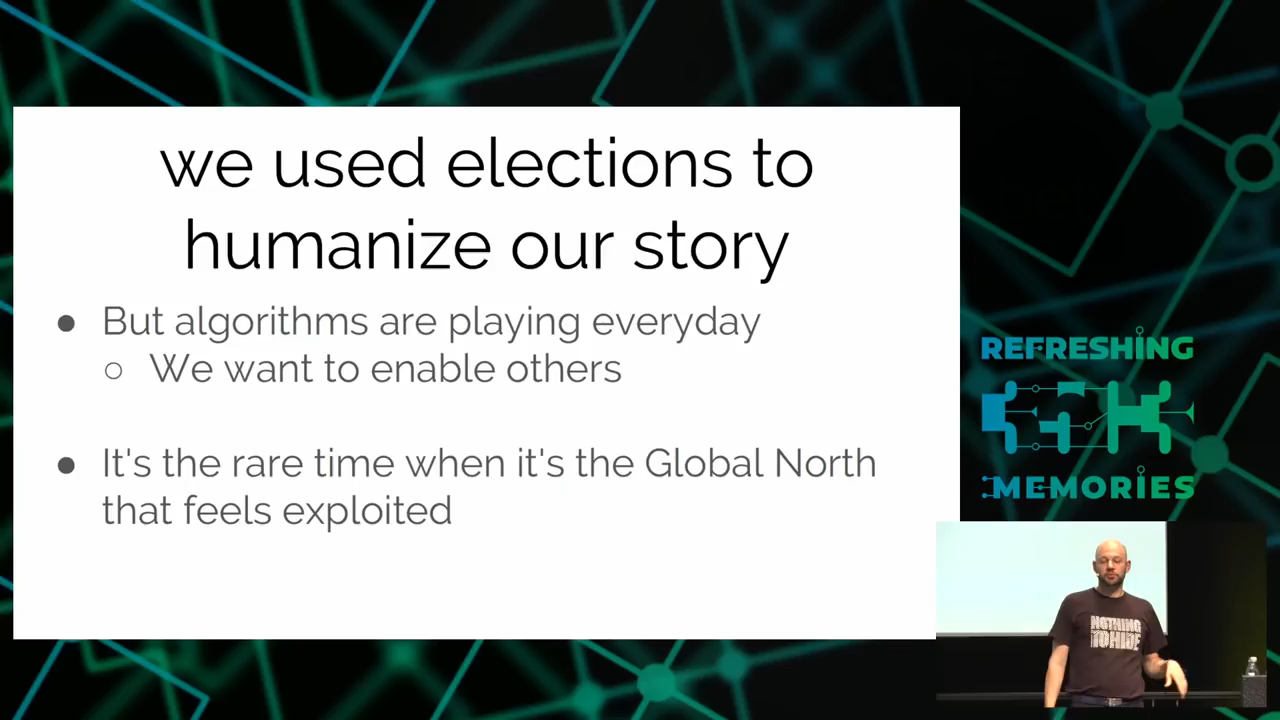 we used elections to
humanize our story
● But algorithms are playing everyday
○ We want to enable others
● It's the rare time when it's the Global North
that feels exploited
REFRESHING
MEMORIES
NOTHING
TO HIDE